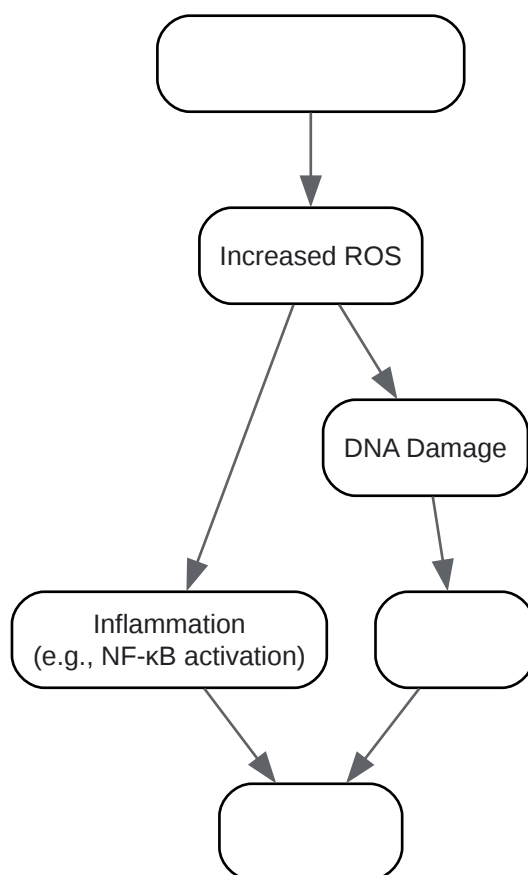 Increased ROS
DNA Damage
Inflammation
(e.g., NF-κB activation)